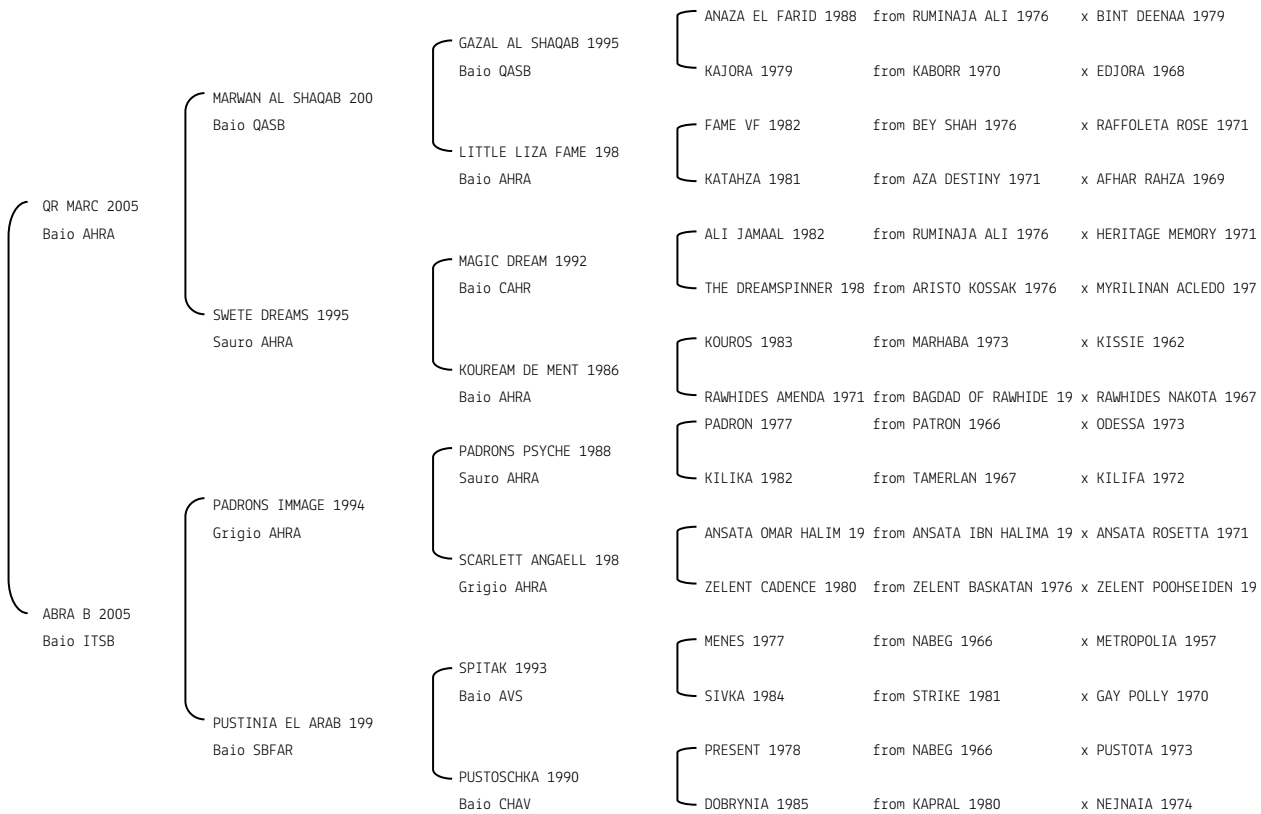 ANAZA EL FARID 1988 from RUMINAJA ALI 1976 x BINT DEENAA 1979
GAZAL AL SHAQAB 1995
Baio QASB
KAJORA 1979 from KABORR 1970 x EDJORA 1968
MARWAN AL SHAQAB 200
Baio QASB
FAME VF 1982 from BEY SHAH 1976 x RAFFOLETA ROSE 1971
LITTLE LIZA FAME 198
Baio AHRA
KATAHZA 1981 from AZA DESTINY 1971 x AFHAR RAHZA 1969
QR MARC 2005
Baio AHRA
ALI JAMAAL 1982 from RUMINAJA ALI 1976 x HERITAGE MEMORY 1971
MAGIC DREAM 1992
Baio CAHR
THE DREAMSPINNER 198 from ARISTO KOSSAK 1976 x MYRILINAN ACLEDO 197
SWETE DREAMS 1995
Sauro AHRA
KOUROS 1983 from MARHABA 1973 x KISSIE 1962
KOUREAM DE MENT 1986
Baio AHRA
RAWHIDES AMENDA 1971 from BAGDAD OF RAWHIDE 19 x RAWHIDES NAKOTA 1967
PADRON 1977 from PATRON 1966 x ODESSA 1973
PADRONS PSYCHE 1988
Sauro AHRA
KILIKA 1982 from TAMERLAN 1967 x KILIFA 1972
PADRONS IMMAGE 1994
Grigio AHRA
ANSATA OMAR HALIM 19 from ANSATA IBN HALIMA 19 x ANSATA ROSETTA 1971
SCARLETT ANGAELL 198
Grigio AHRA
ZELENT CADENCE 1980 from ZELENT BASKATAN 1976 x ZELENT POOHSEIDEN 19
ABRA B 2005
Baio ITSB
MENES 1977 from NABEG 1966 x METROPOLIA 1957
SPITAK 1993
Baio AVS
SIVKA 1984 from STRIKE 1981 x GAY POLLY 1970
PUSTINIA EL ARAB 199
Baio SBFAR
PRESENT 1978 from NABEG 1966 x PUSTOTA 1973
PUSTOSCHKA 1990
Baio CHAV
DOBRYNIA 1985 from KAPRAL 1980 x NEJNAIA 1974